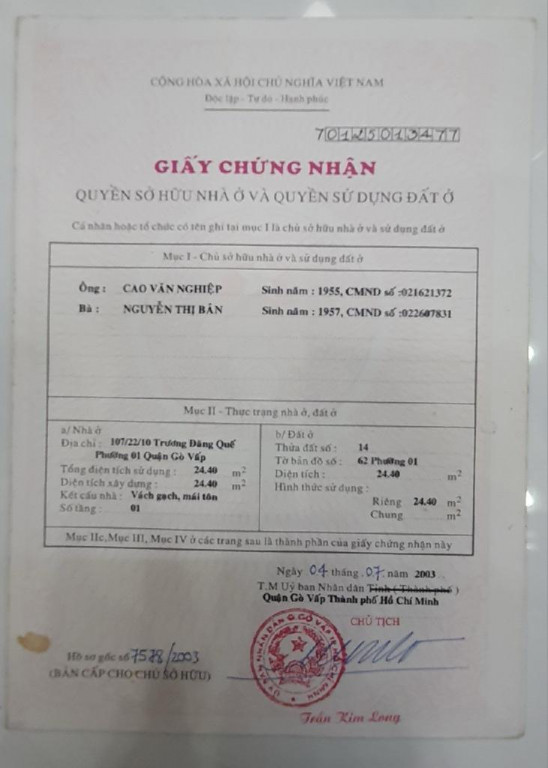 CỘNG HÒA XÃ HỘI CHỦ NGHĨA VIỆT NAM
Độc lập - Tự do - Hạnh phúc
70125013477
GIẤY CHỨNG NHẬN
QUYỀN SỞ HỮU NHÀ Ở VÀ QUYỀN SỬ DỤNG ĐẤT Ở
Cá nhân hoặc tổ chức có tên ghi tại mục I là chủ sở hữu nhà ở và sử dụng đất ở
Mục I - Chủ sở hữu nhà ở và sử dụng đất ở
Ông : CAO VĂN NGHIỆP Sinh năm : 1955, CMND số :021621372
Bà : NGUYỄN THỊ BÂN Sinh năm : 1957, CMND số :022607831
Mục II - Thực trạng nhà ở, đất ở
a/ Nhà ở
Địa chỉ : 107/22/10 Trương Đăng Quế
Phường 01 Quận Gò Vấp
Tổng diện tích sử dụng : 24.40 m2
Diện tích xây dựng : 24.40 m2
Kết cấu nhà : Vách gạch, mái tôn
Số tầng : 01
b/ Đất ở
Thửa đất số : 14
Tờ bản đồ số : 62 Phường 01
Diện tích : 24.40 m2
Hình thức sử dụng :
Riêng 24.40 m2
Chung m2
Mục IIc,Mục III, Mục IV ở các trang sau là thành phần của giấy chứng nhận này
Ngày 04 tháng 07 năm 2003
T.M Uỷ ban Nhân dân Tỉnh ( Thành phố )
Quận Gò Vấp Thành phố Hồ Chí Minh
CHỦ TỊCH
Hồ sơ gốc số 7578/2003
(BẢN CẤP CHO CHỦ SỞ HỮU)
Trần Kim Long